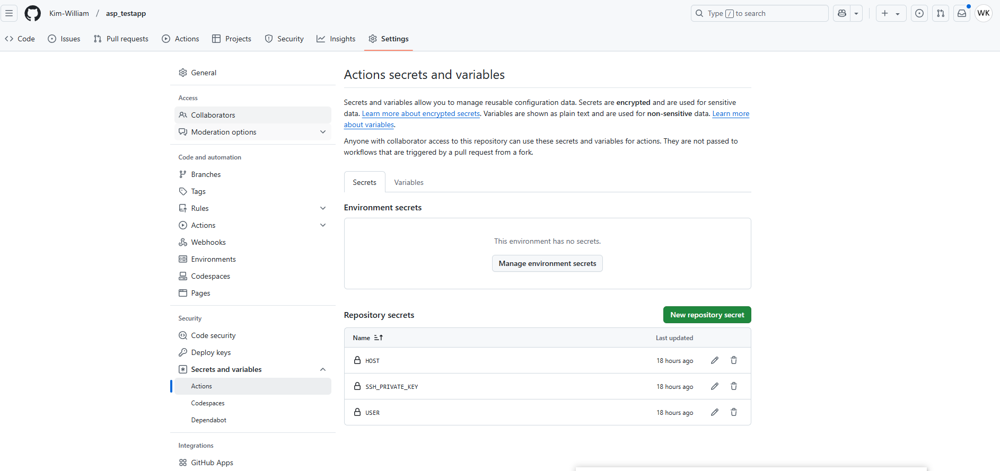 Kim-William / asp_testapp
Type / to search
WK
Code
Issues
Pull requests
Actions
Projects
Security
Insights
Settings
General
Access
Collaborators
Moderation options
Code and automation
Branches
Tags
Rules
Actions
Webhooks
Environments
Codespaces
Pages
Security
Code security
Deploy keys
Secrets and variables
Actions
Codespaces
Dependabot
Integrations
GitHub Apps
Actions secrets and variables
Secrets and variables allow you to manage reusable configuration data. Secrets are encrypted and are used for sensitive
data. Learn more about encrypted secrets. Variables are shown as plain text and are used for non-sensitive data. Learn more
about variables.
Anyone with collaborator access to this repository can use these secrets and variables for actions. They are not passed to
workflows that are triggered by a pull request from a fork.
Secrets
Variables
Environment secrets
This environment has no secrets.
Manage environment secrets
Repository secrets
New repository secret
Name
Last updated
HOST
18 hours ago
SSH_PRIVATE_KEY
18 hours ago
USER
18 hours ago